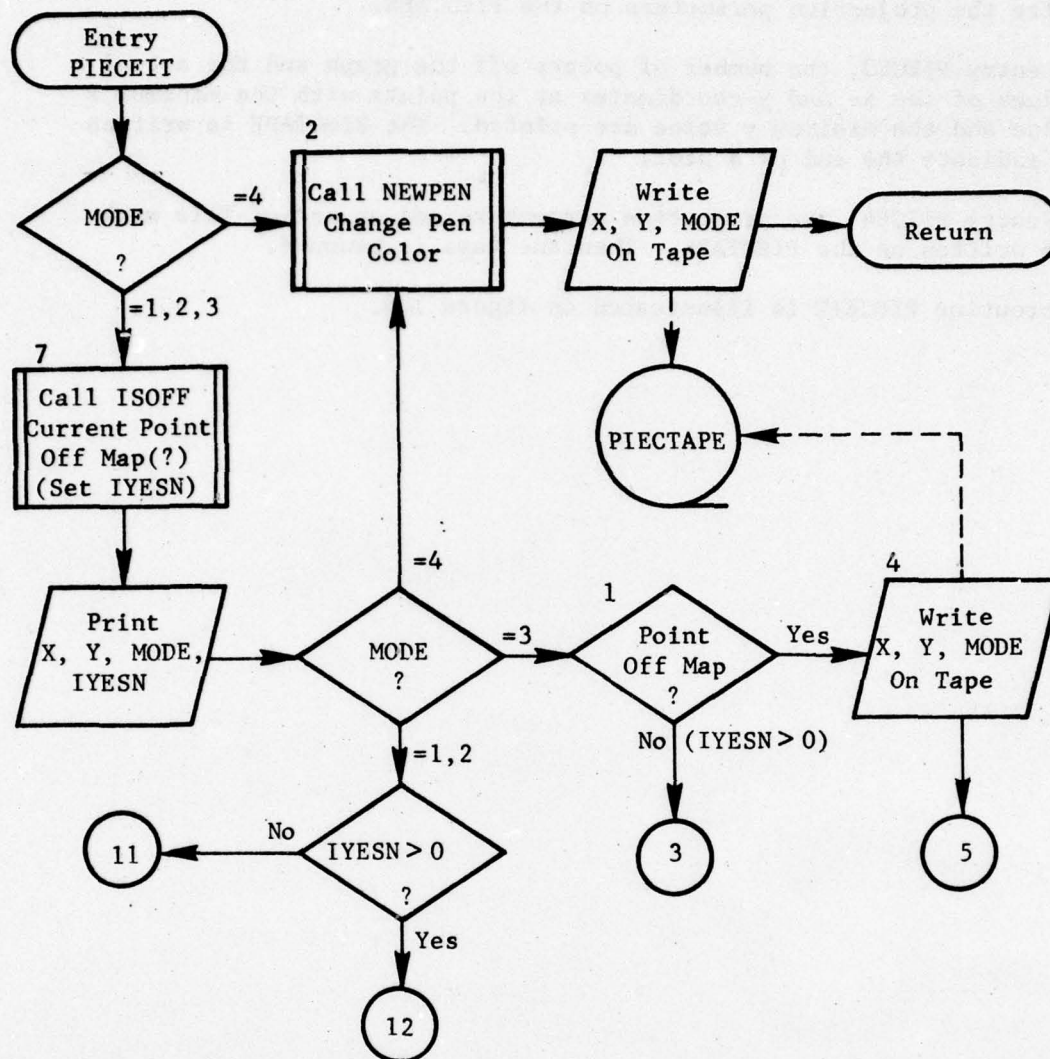 Entry
PIECEIT
MODE
?
=4
=1,2,3
2
Call NEWPEN
Change Pen
Color
Write
X, Y, MODE
On Tape
Return
7
Call ISOFF
Current Point
Off Map(?)
(Set IYESN)
PIECTAPE
Print
X, Y, MODE,
IYESN
=4
MODE
?
=3
=1,2
1
Point
Off Map
?
Yes
No (IYESN > 0)
4
Write
X, Y, MODE
On Tape
No
11
IYESN > 0
?
Yes
12
3
5